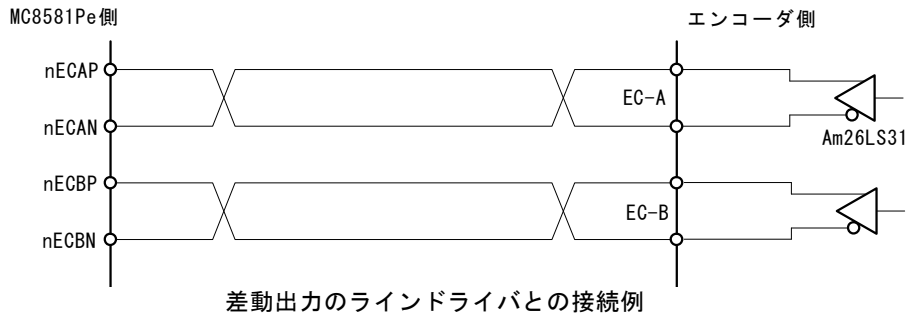 MC8581Pe側
エンコーダ側
nECAP
EC-A
nECAN
Am26LS31
nECBP
EC-B
nECBN
差動出力のラインドライバとの接続例